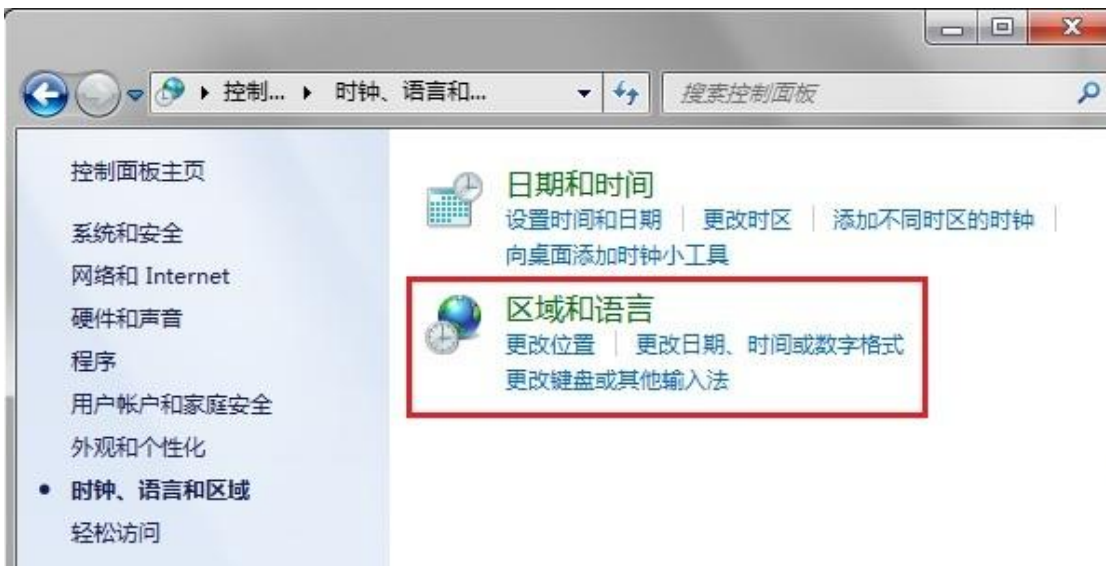 控制... 时钟、语言和...
搜索控制面板
控制面板主页
系统和安全
网络和 Internet
硬件和声音
程序
用户帐户和家庭安全
外观和个性化
时钟、语言和区域
轻松访问
日期和时间
设置时间和日期 更改时区 添加不同时区的时钟
向桌面添加时钟小工具
区域和语言
更改位置 更改日期、时间或数字格式
更改键盘或其他输入法